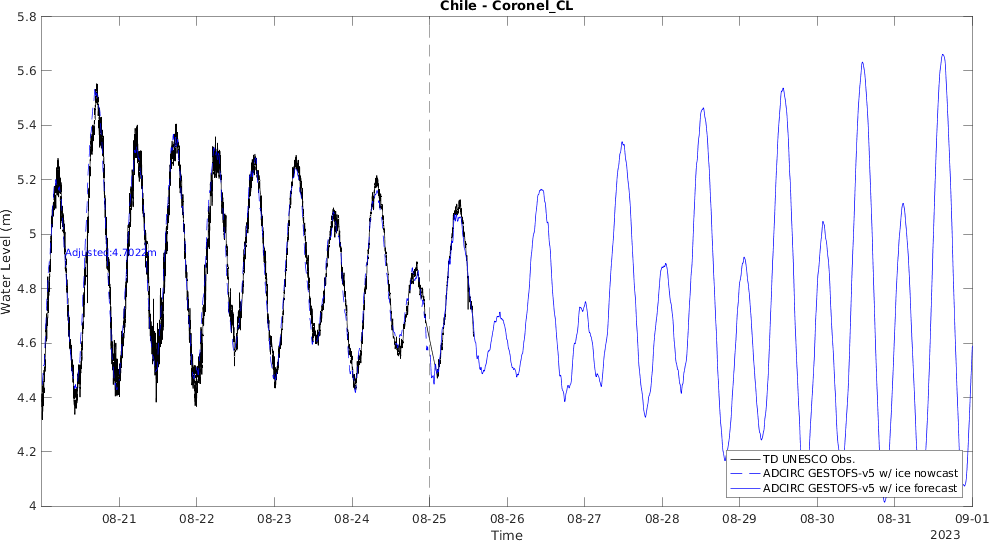 Chile - Coronel_CL
Water Level (m)
5.8
5.6
5.4
5.2
5
4.8
4.6
4.4
4.2
4
Adjusted:4.7022m
TD UNESCO Obs.
ADCIRC GESTOFS-v5 w/ ice nowcast
ADCIRC GESTOFS-v5 w/ ice forecast
08-21 08-22 08-23 08-24 08-25 08-26 08-27 08-28 08-29 08-30 08-31 09-01
Time
2023